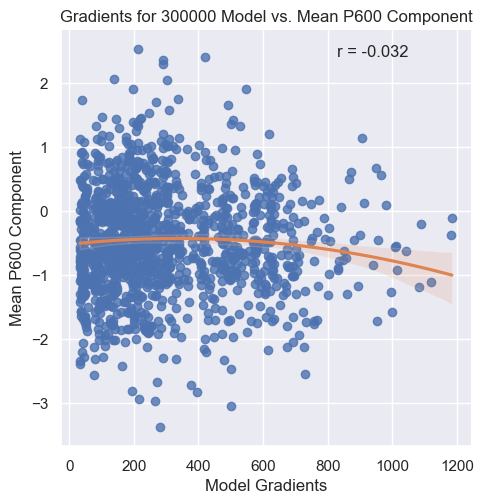 Gradients for 300000 Model vs. Mean P600 Component
r = -0.032
2
1
0
−1
−2
−3
Mean P600 Component
0 200 400 600 800 1000 1200
Model Gradients